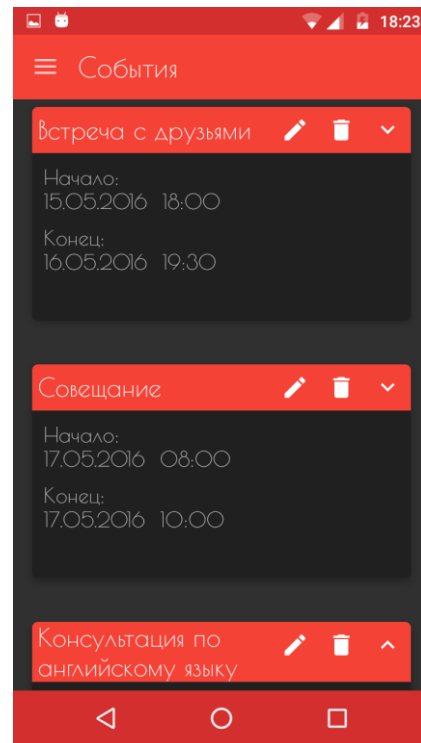 18:23
События
Встреча с друзьями
Начало:
15.05.2016 18:00
Конец:
16.05.2016 19:30
Совещание
Начало:
17.05.2016 08:00
Конец:
17.05.2016 10:00
Консультация по
английскому языку